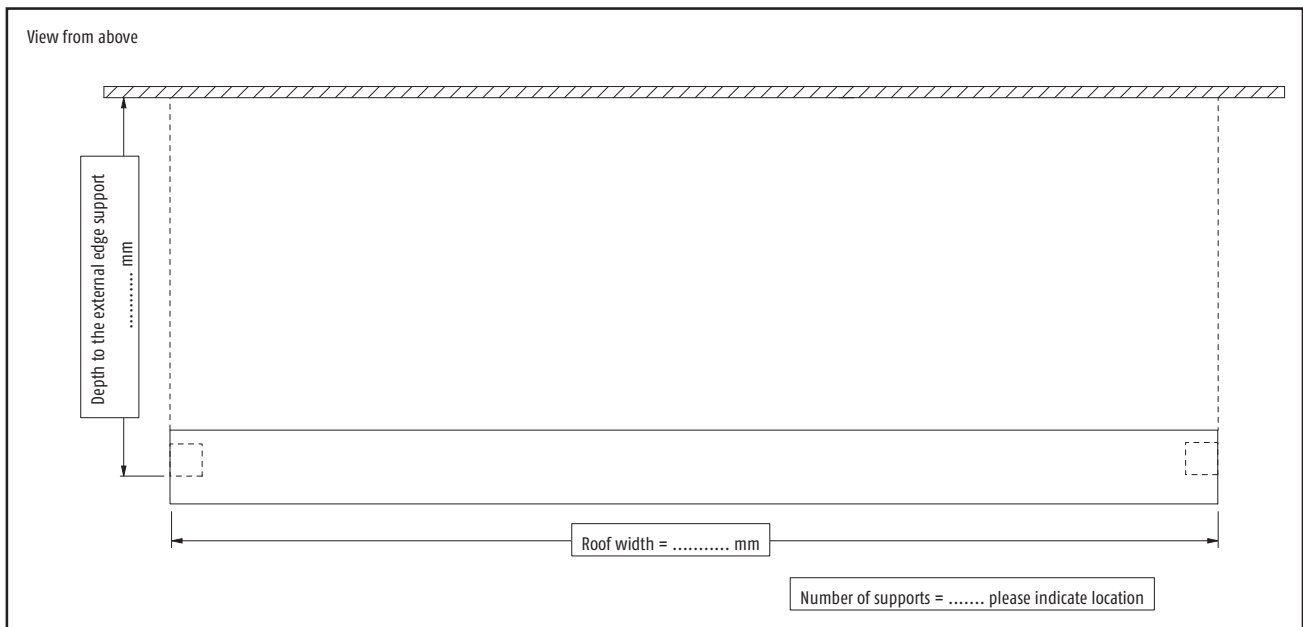 View from above
Depth to the external edge support
........... mm
Roof width = ........... mm
Number of supports = ....... please indicate location